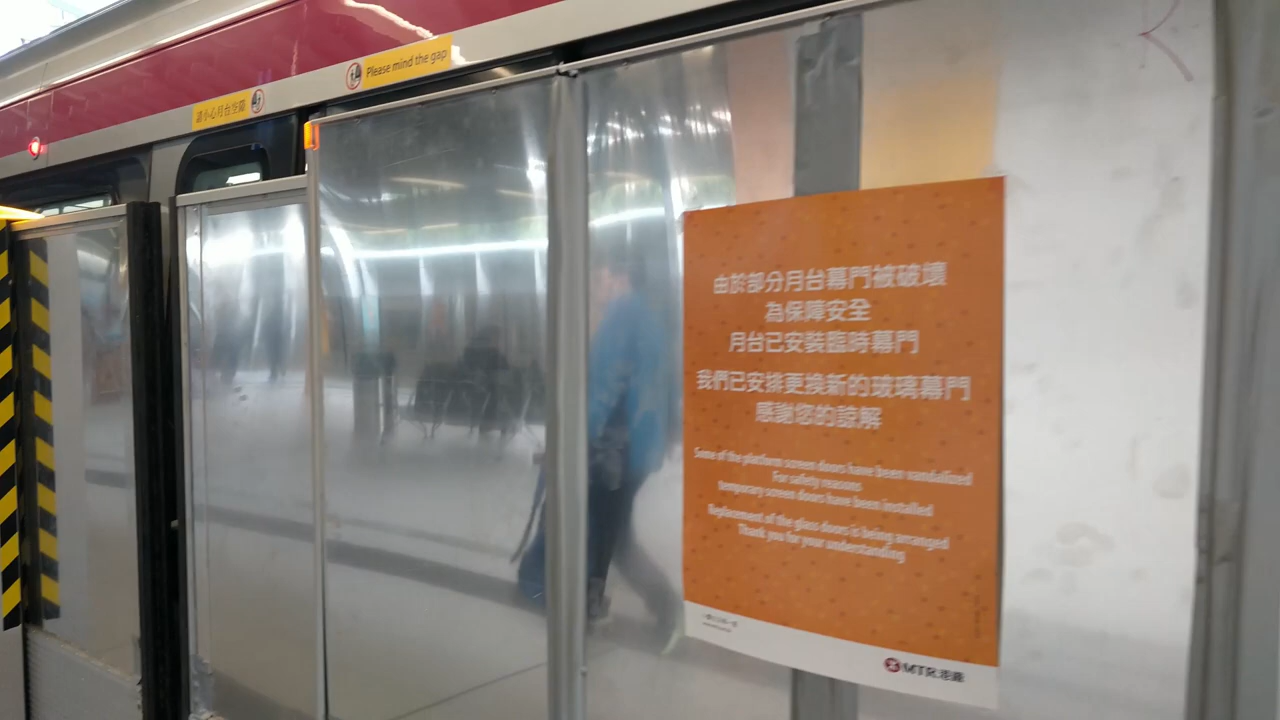 請小心月台空隙
Please mind the gap
由於部分月台幕門被破壞
為保障安全
月台已安裝臨時幕門
我們已安排更換新的玻璃幕門
感謝您的諒解
Some of the platform screen doors have been vandalized
For safety reasons
temporary screen doors have been installed
Replacement of the glass doors is being arranged
Thank you for your understanding
MTR 港鐵